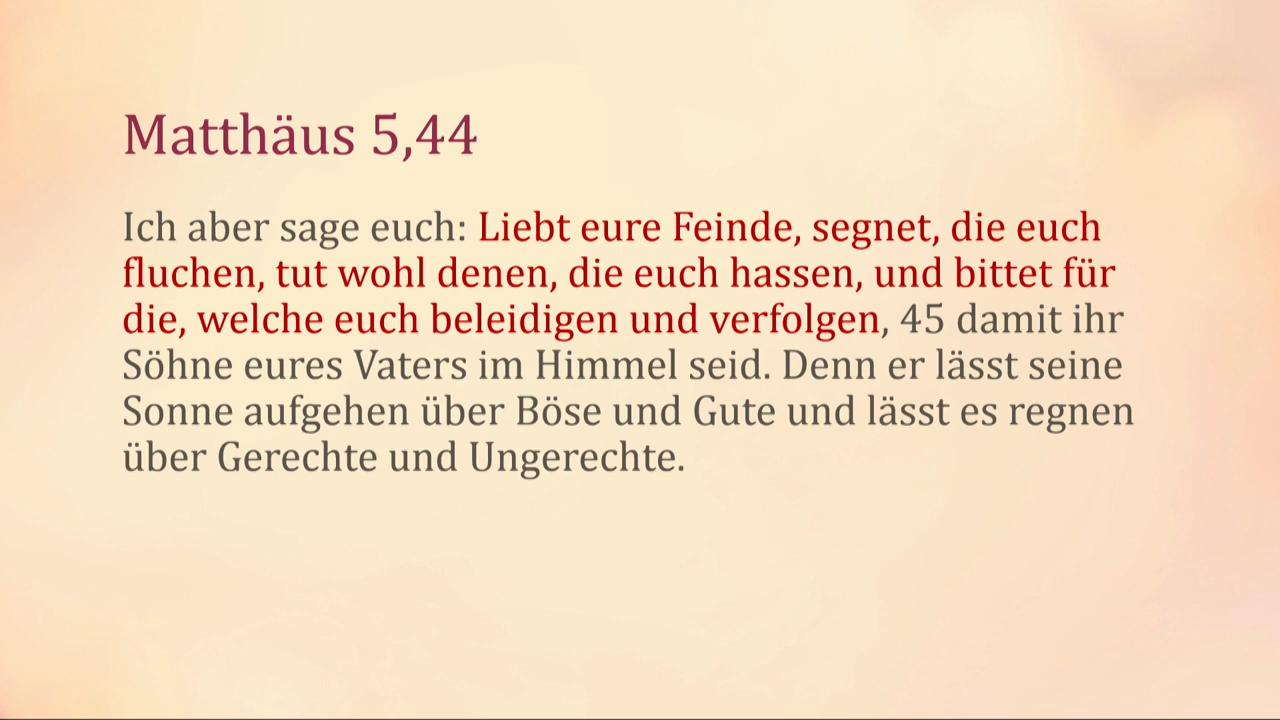 Matthäus 5,44
Ich aber sage euch: Liebt eure Feinde, segnet, die euch
fluchen, tut wohl denen, die euch hassen, und bittet für
die, welche euch beleidigen und verfolgen, 45 damit ihr
Söhne eures Vaters im Himmel seid. Denn er lässt seine
Sonne aufgehen über Böse und Gute und lässt es regnen
über Gerechte und Ungerechte.